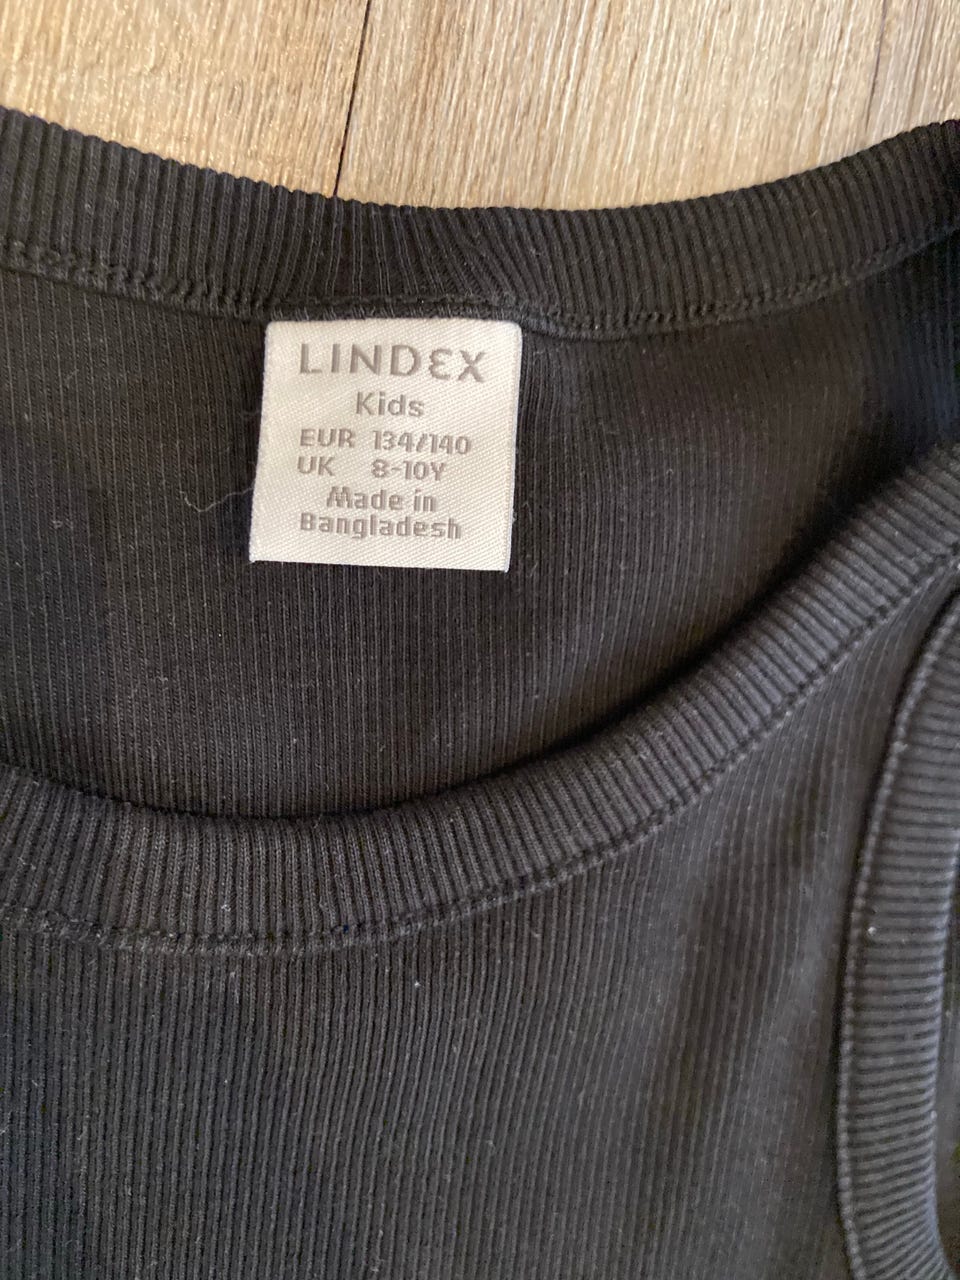 LINDEX
Kids
EUR 134/140
UK 8-10Y
Made in
Bangladesh